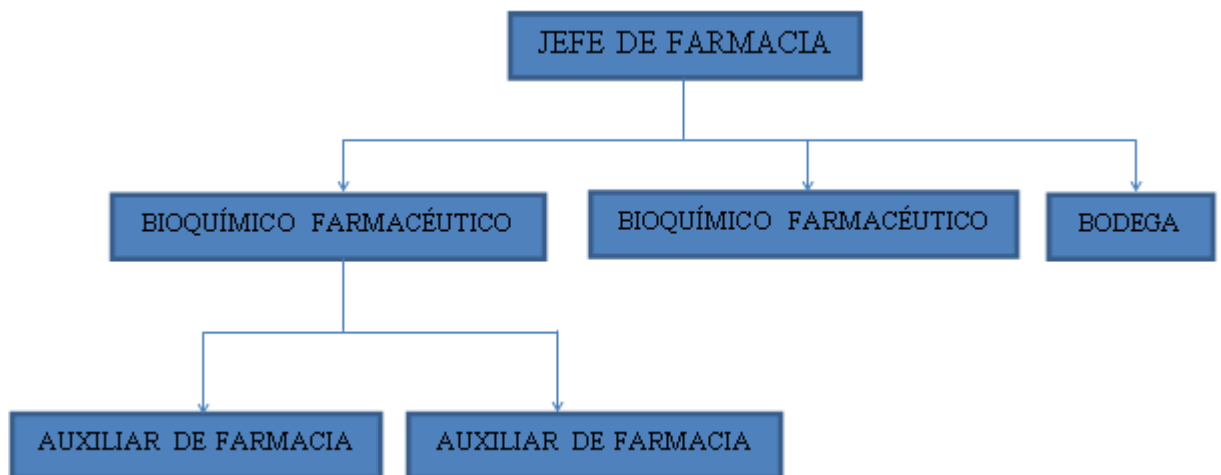 JEFE DE FARMACIA
BIOQUÍMICO FARMACÉUTICO
BIOQUÍMICO FARMACÉUTICO
BODEGA
AUXILIAR DE FARMACIA
AUXILIAR DE FARMACIA